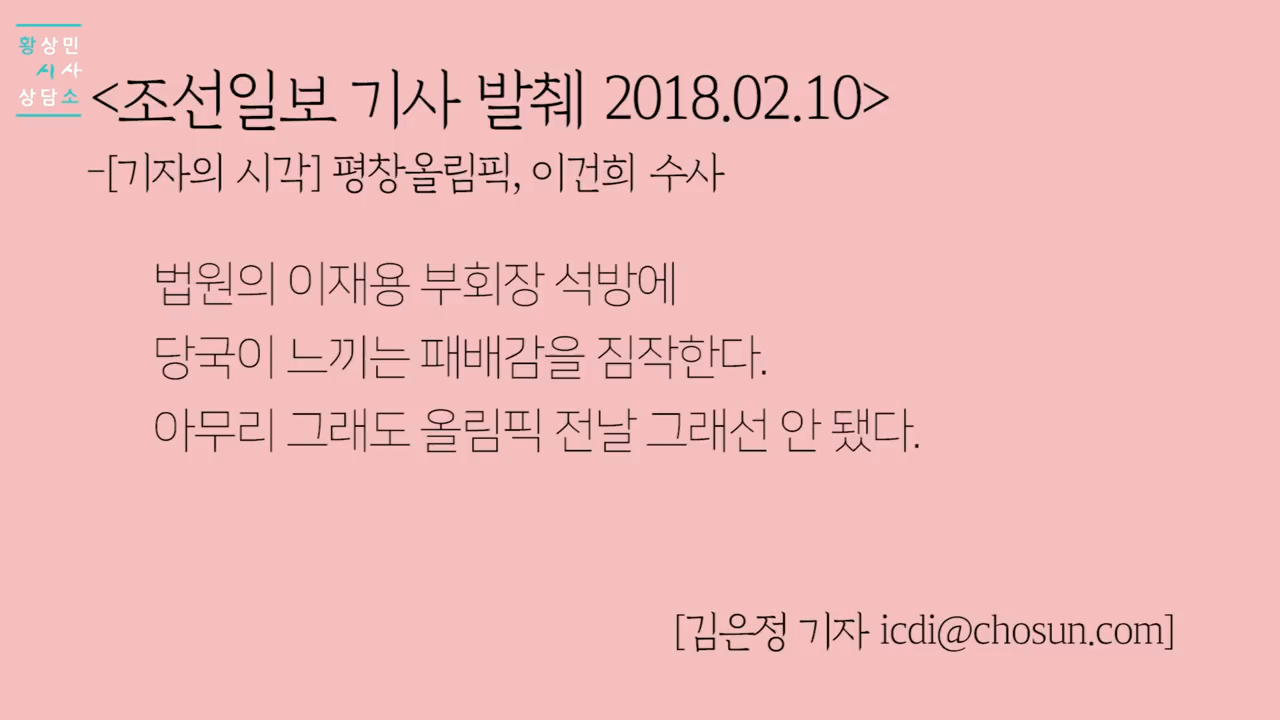 황상민
시사
상담소
<조선일보 기사 발췌 2018.02.10>
-[기자의 시각] 평창올림픽, 이건희 수사
법원의 이재용 부회장 석방에
당국이 느끼는 패배감을 짐작한다.
아무리 그래도 올림픽 전날 그래선 안 됐다.
[김은정 기자 icdi@chosun.com]